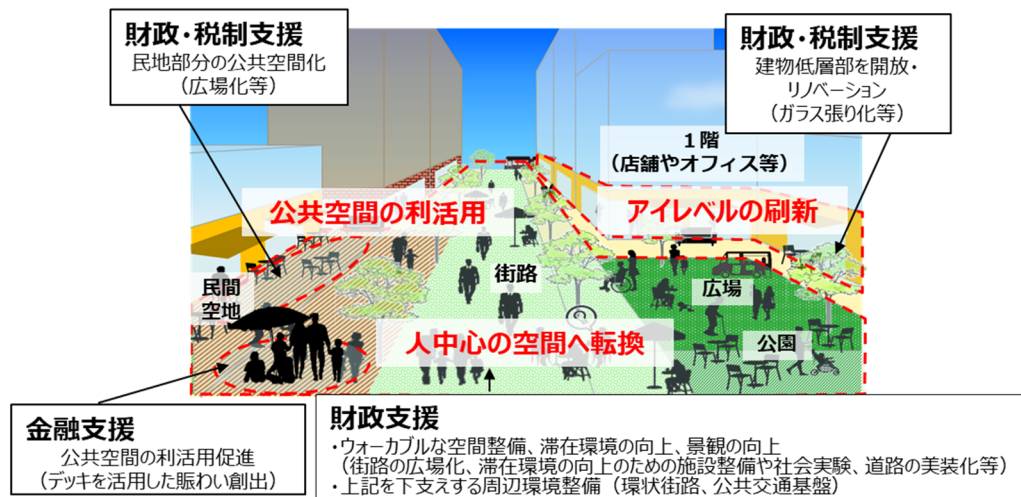 財政・税制支援
民地部分の公共空間化
（広場化等）
財政・税制支援
建物低層部を開放・
リノベーション
（ガラス張り化等）
１階
（店舗やオフィス等）
公共空間の利活用
アイレベルの刷新
民間
空地
街路
広場
人中心の空間へ転換
公園
金融支援
公共空間の利活用促進
（デッキを活用した賑わい創出）
財政支援
・ウォーカブルな空間整備、滞在環境の向上、景観の向上
（街路の広場化、滞在環境の向上のための施設整備や社会実験、道路の美装化等）
・上記を下支えする周辺環境整備（環状街路、公共交通基盤）